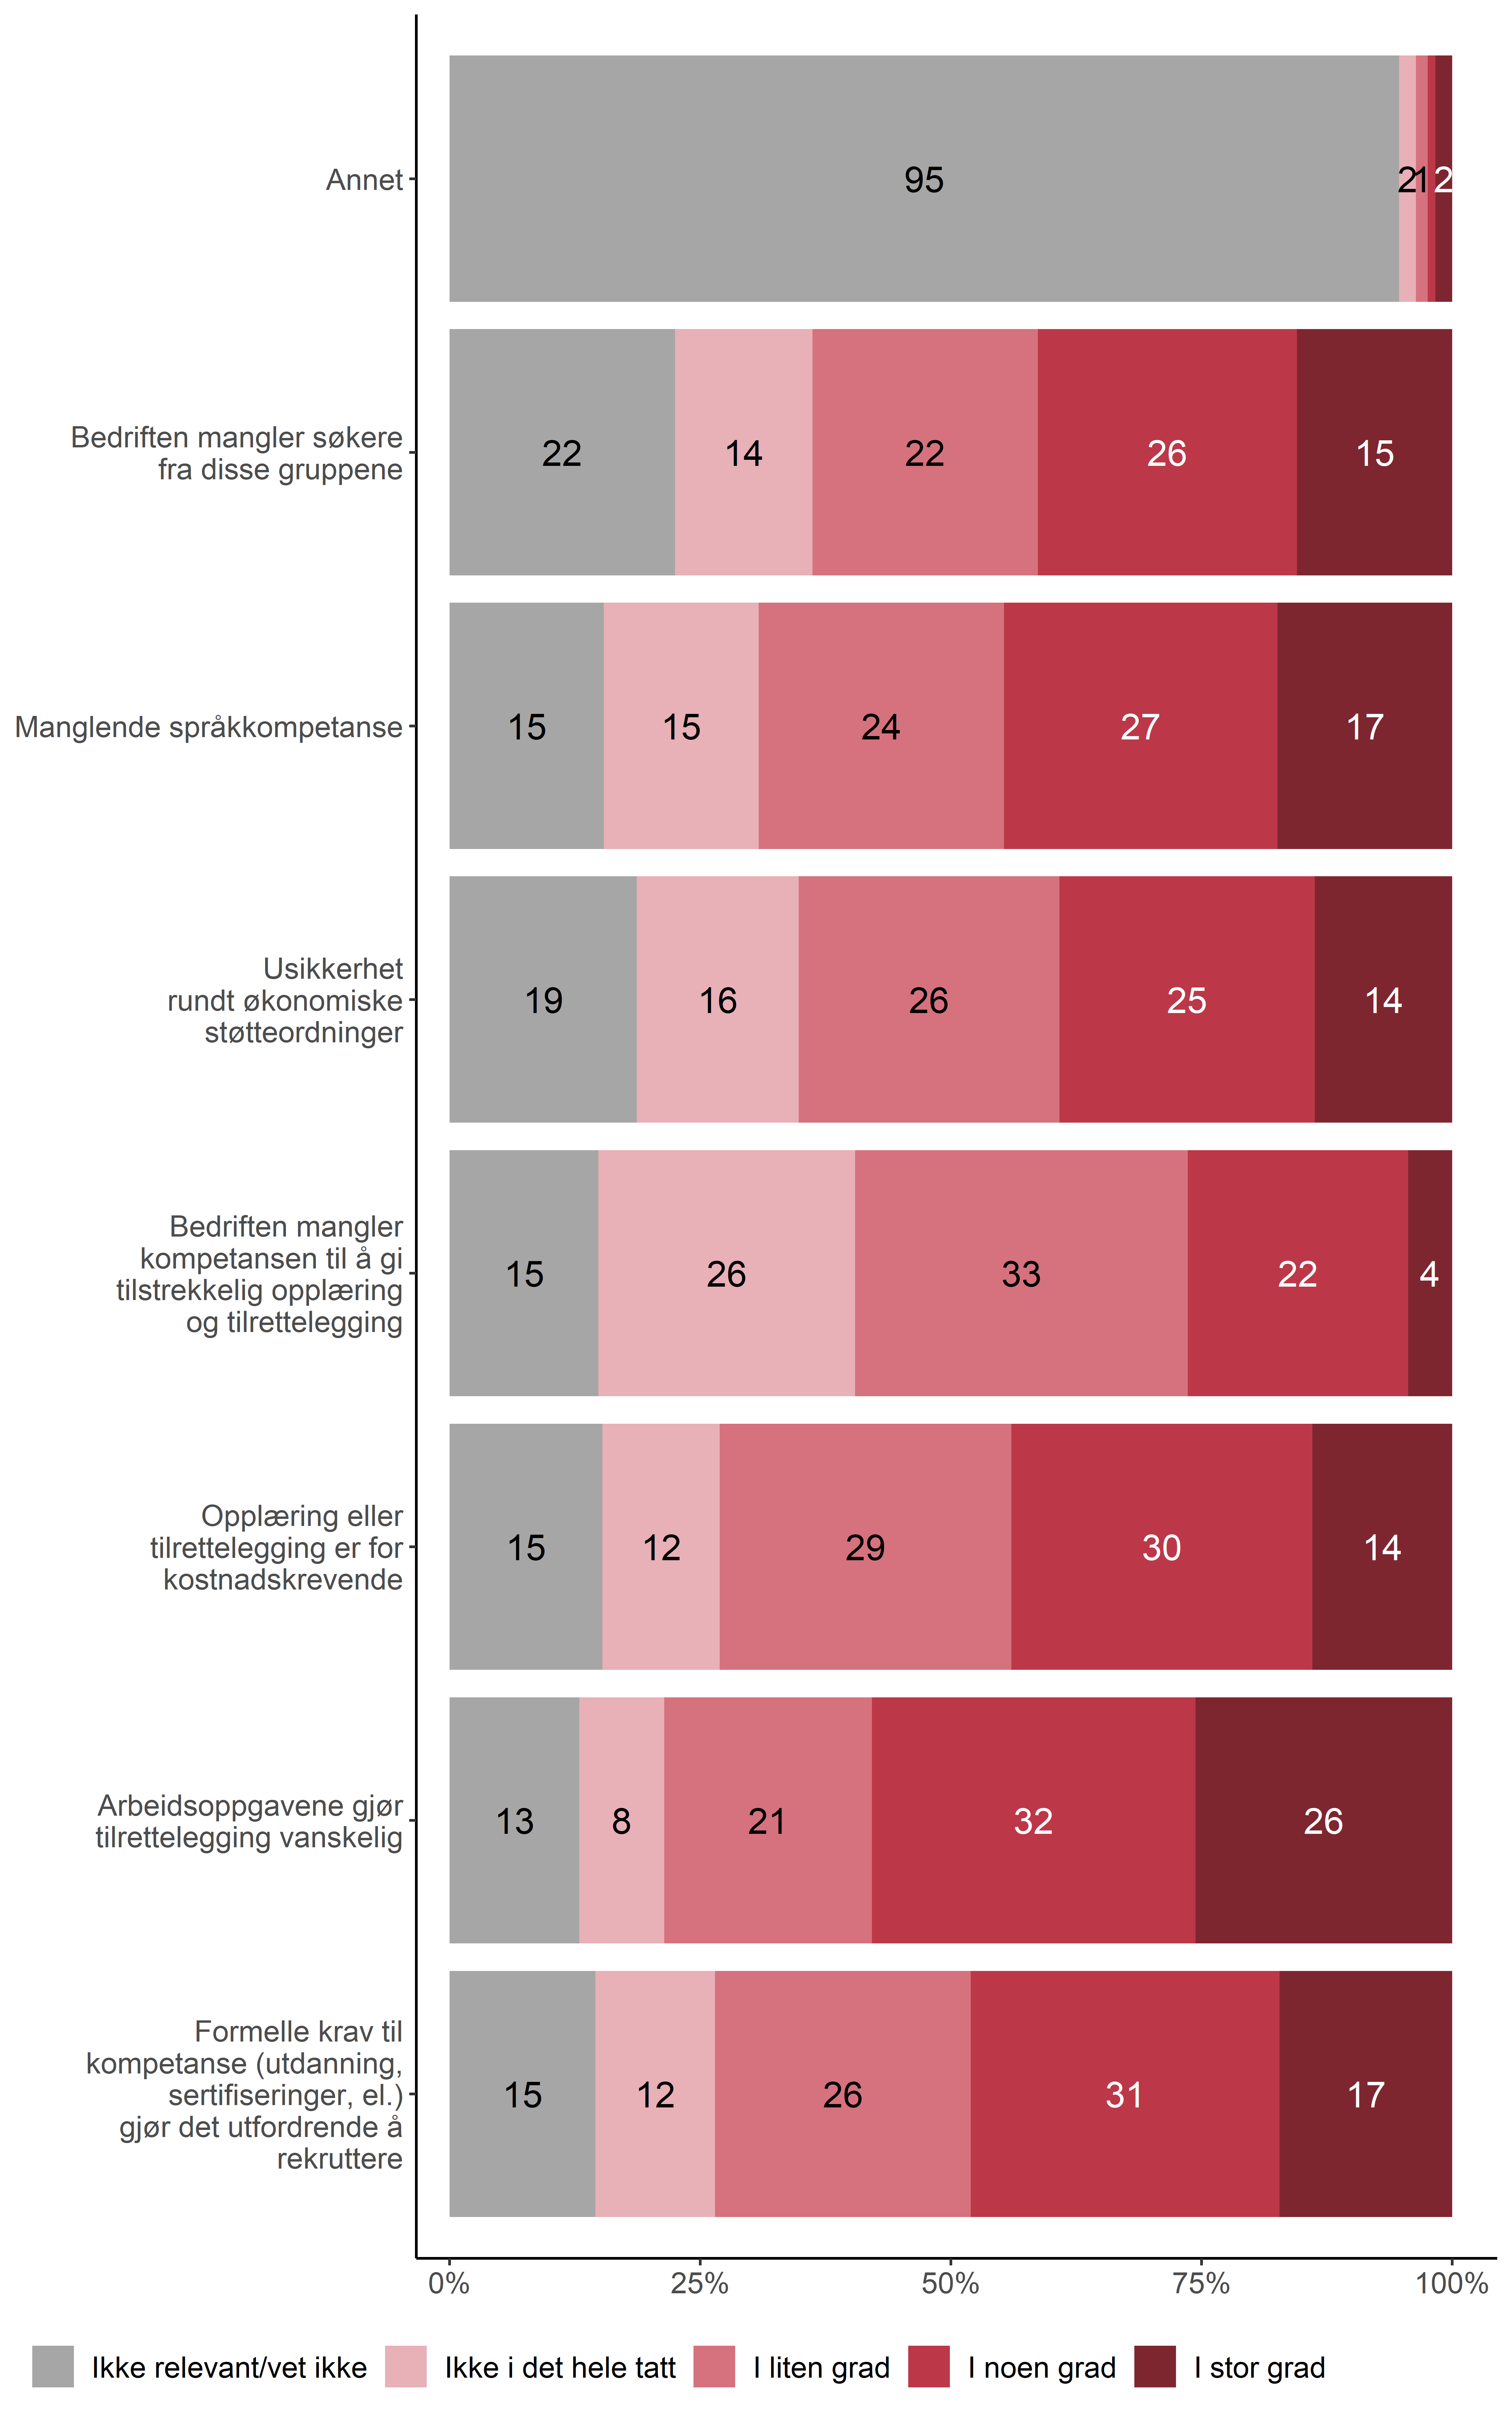 Annet
95
2
1
2
Bedriften mangler søkere
fra disse gruppene
22
14
22
26
15
Manglende språkkompetanse
15
15
24
27
17
Usikkerhet
rundt økonomiske
støtteordninger
19
16
26
25
14
Bedriften mangler
kompetansen til å gi
tilstrekkelig opplæring
og tilrettelegging
15
26
33
22
4
Opplæring eller
tilrettelegging er for
kostnadskrevende
15
12
29
30
14
Arbeidsoppgavene gjør
tilrettelegging vanskelig
13
8
21
32
26
Formelle krav til
kompetanse (utdanning,
sertifiseringer, el.)
gjør det utfordrende å
rekruttere
15
12
26
31
17
0% 25% 50% 75% 100%
Ikke relevant/vet ikke Ikke i det hele tatt I liten grad I noen grad I stor grad